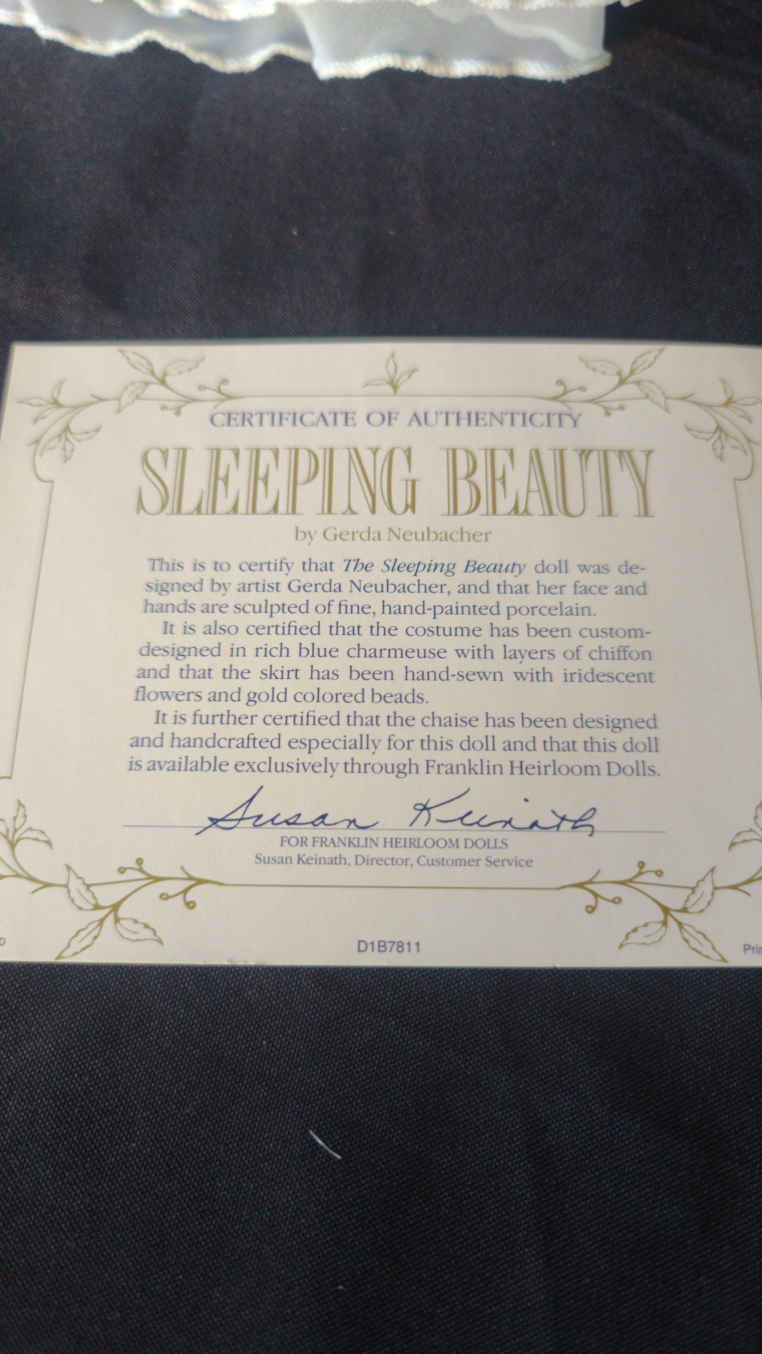 CERTIFICATE OF AUTHENTICITY
SLEEPING BEAUTY
by Gerda Neubacher
This is to certify that The Sleeping Beauty doll was de-
signed by artist Gerda Neubacher, and that her face and
hands are sculpted of fine, hand-painted porcelain.
It is also certified that the costume has been custom-
designed in rich blue charmeuse with layers of chiffon
and that the skirt has been hand-sewn with iridescent
flowers and gold colored beads.
It is further certified that the chaise has been designed
and handcrafted especially for this doll and that this doll
is available exclusively through Franklin Heirloom Dolls.
Susan Keinath
FOR FRANKLIN HEIRLOOM DOLLS
Susan Keinath, Director, Customer Service
D1B7811